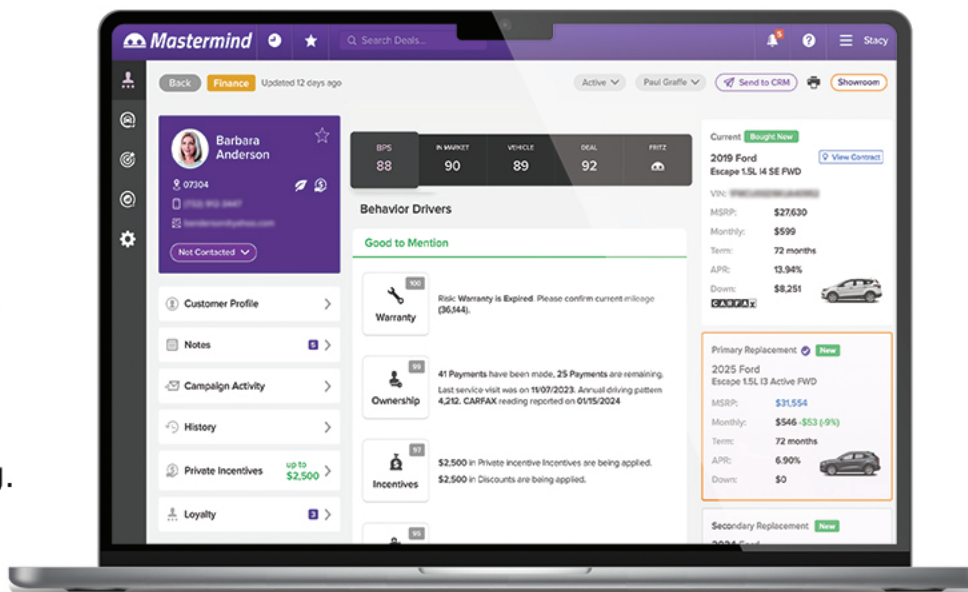 Mastermind
Search Deals...
5
Stacy
Back
Finance
Updated 12 days ago
Active
Paul Graffe
Send to CRM
Showroom
Barbara
Anderson
07304
Not Contacted
Customer Profile
Notes
5
Campaign Activity
History
Private Incentives
up to
$2,500
Loyalty
3
g.
BPS
88
IN MARKET
90
VEHICLE
89
DEAL
92
FRITZ
Behavior Drivers
Good to Mention
100
Warranty
Risk: Warranty is Expired. Please confirm current mileage
(36,144).
99
Ownership
41 Payments have been made, 25 Payments are remaining.
Last service visit was on 11/07/2023. Annual driving pattern
4,212. CARFAX reading reported on 01/15/2024
97
Incentives
$2,500 in Private incentive Incentives are being applied.
$2,500 in Discounts are being applied.
95
Current Bought New
2019 Ford
View Contract
Escape 1.5L I4 SE FWD
VIN:
MSRP: $27,630
Monthly: $599
Term: 72 months
APR: 13.94%
Down: $8,251
CARFAX
Primary Replacement New
2025 Ford
Escape 1.5L I3 Active FWD
MSRP: $31,554
Monthly: $546 -$53 (-9%)
Term: 72 months
APR: 6.90%
Down: $0
Secondary Replacement New